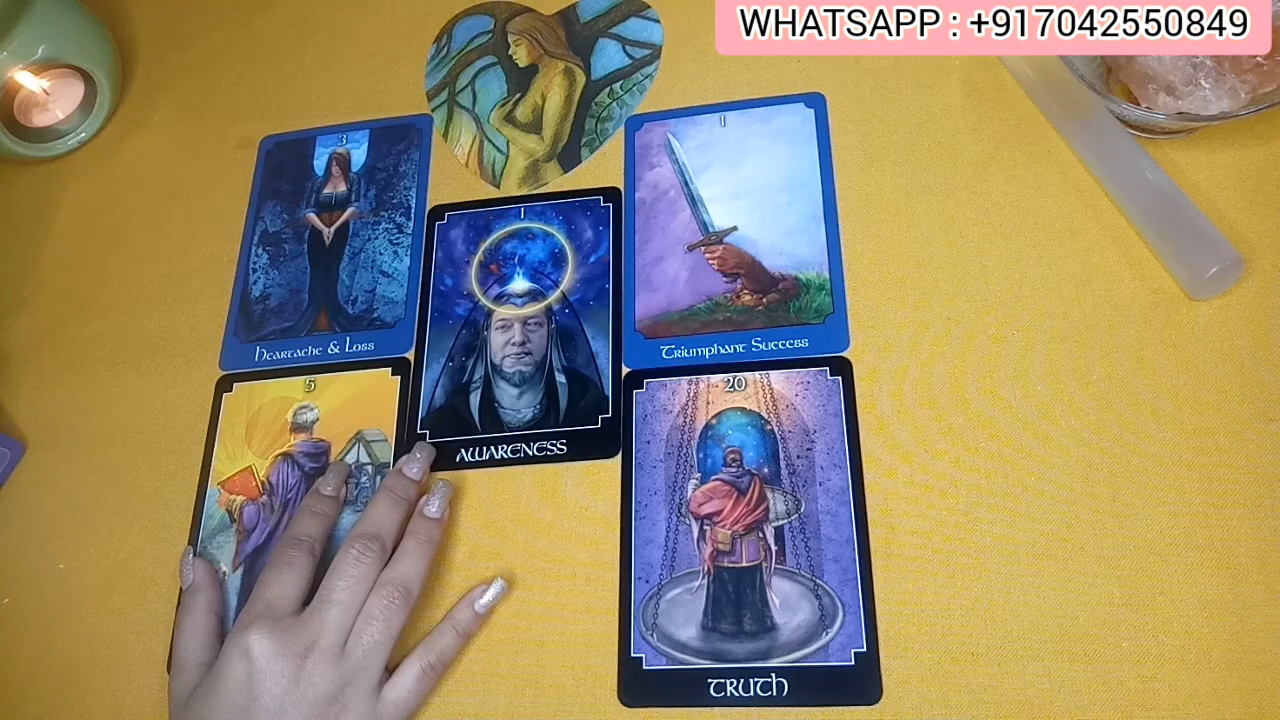 WHATSAPP : +917042550849
3
Heartache & Loss
1
AWARENESS
1
Triumphant Success
5
20
TRUTH